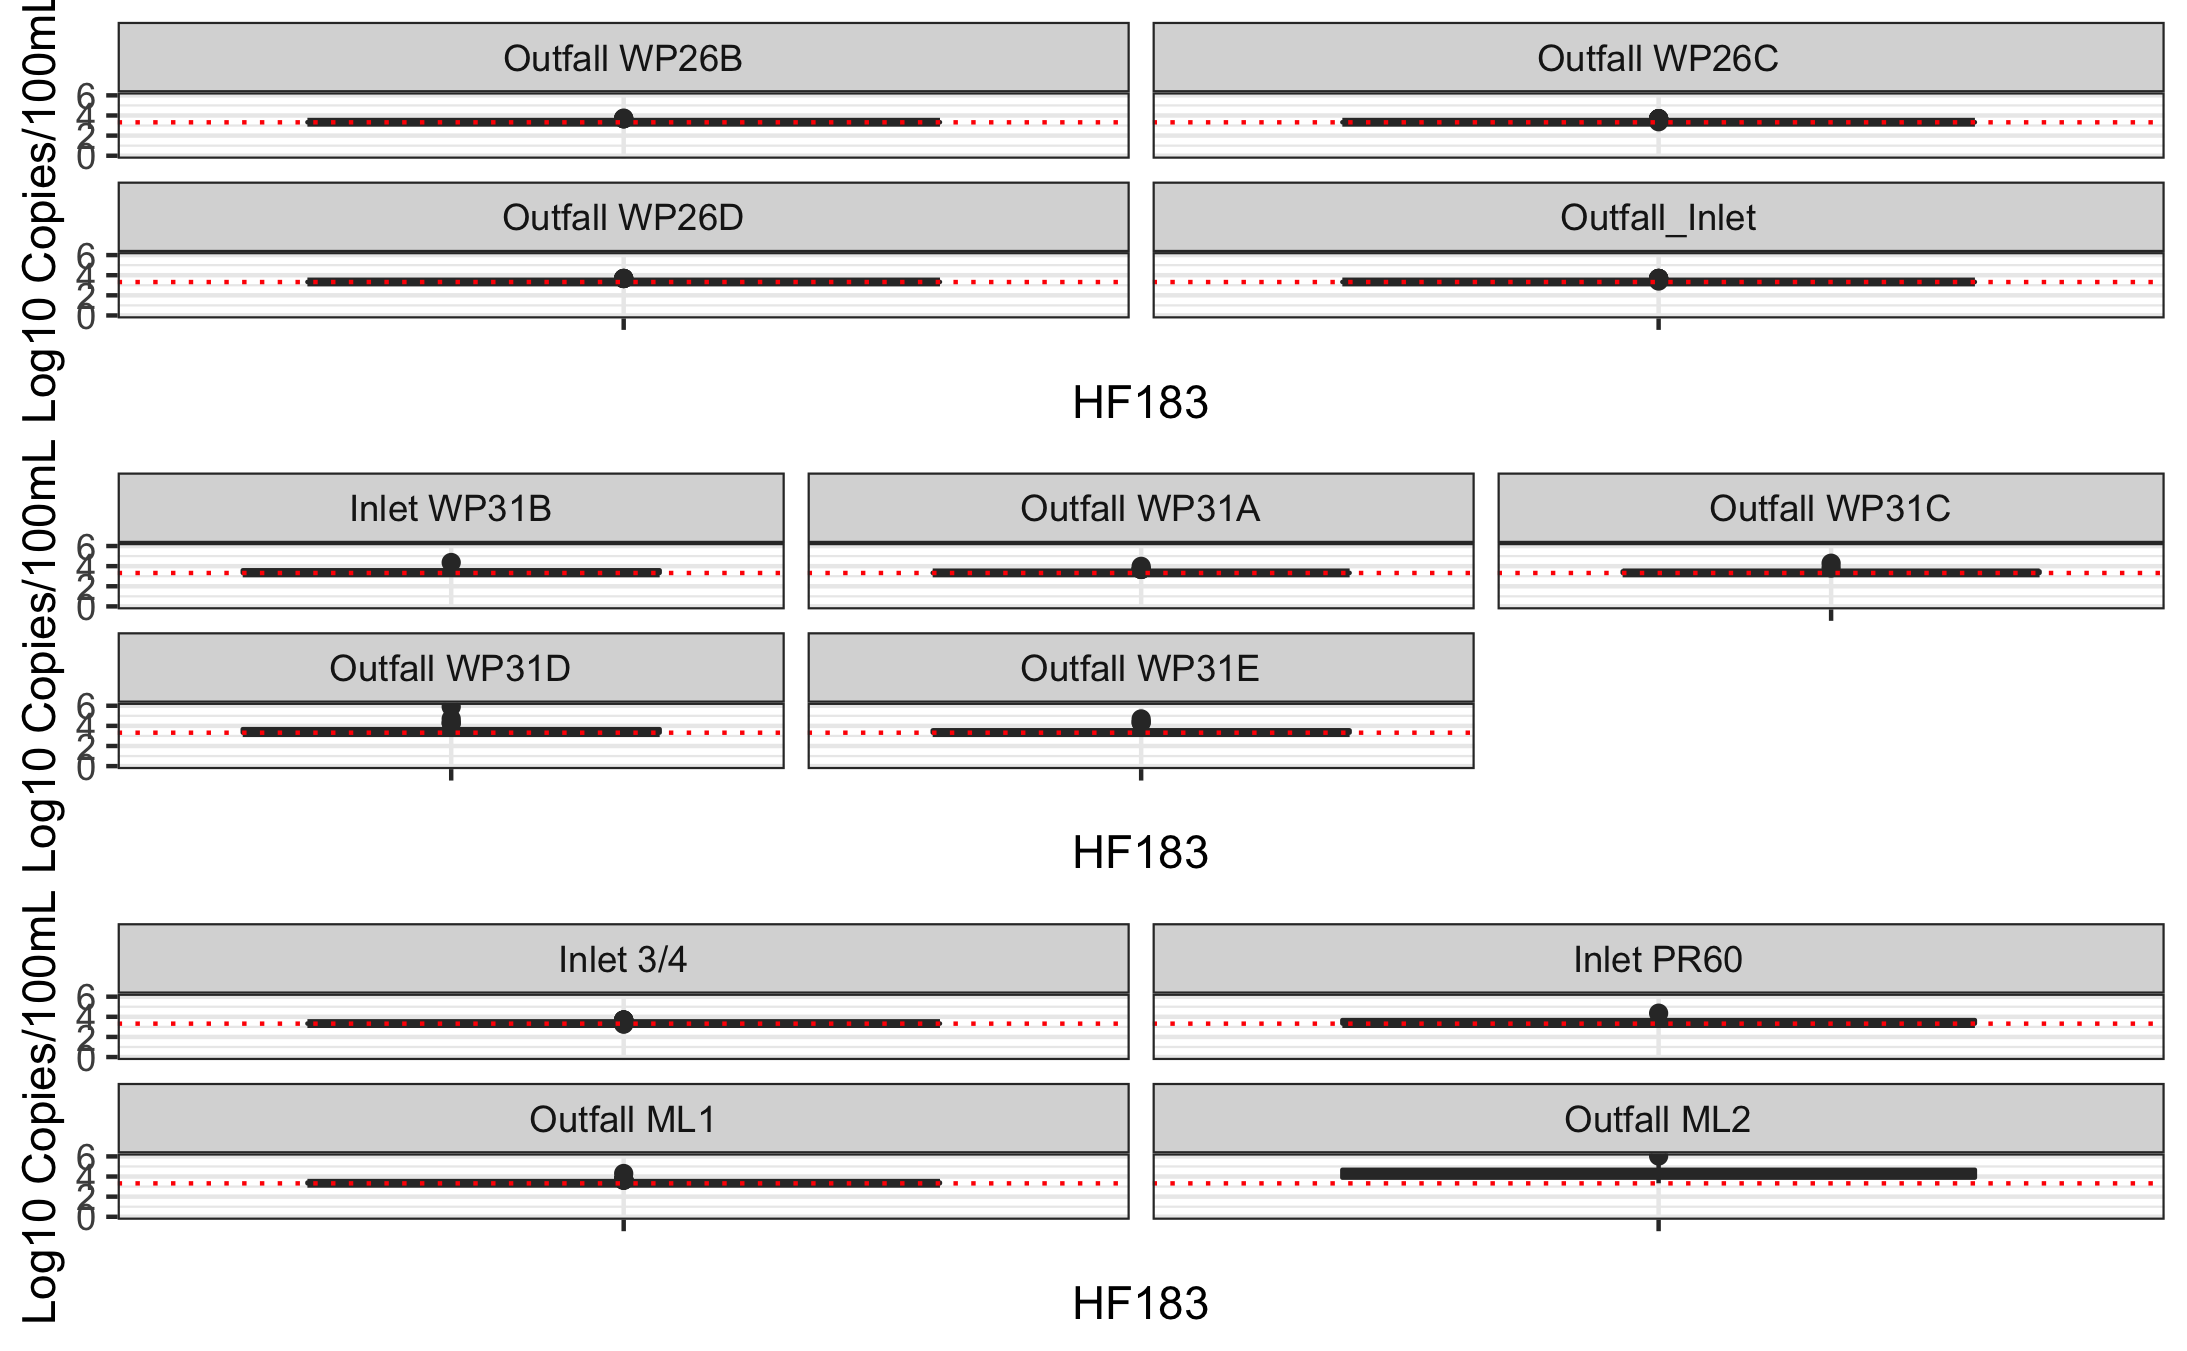 Log10 Copies/100mL
Outfall WP26B
Outfall WP26C
6
4
2
0
Outfall WP26D
Outfall_Inlet
6
4
2
0
HF183
Log10 Copies/100mL
Inlet WP31B
Outfall WP31A
Outfall WP31C
6
4
2
0
Outfall WP31D
Outfall WP31E
6
4
2
0
HF183
Log10 Copies/100mL
Inlet 3/4
Inlet PR60
6
4
2
0
Outfall ML1
Outfall ML2
6
4
2
0
HF183